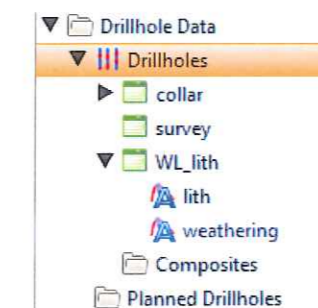 Drillhole Data
Drillholes
collar
survey
WL_lith
lith
weathering
Composites
Planned Drillholes